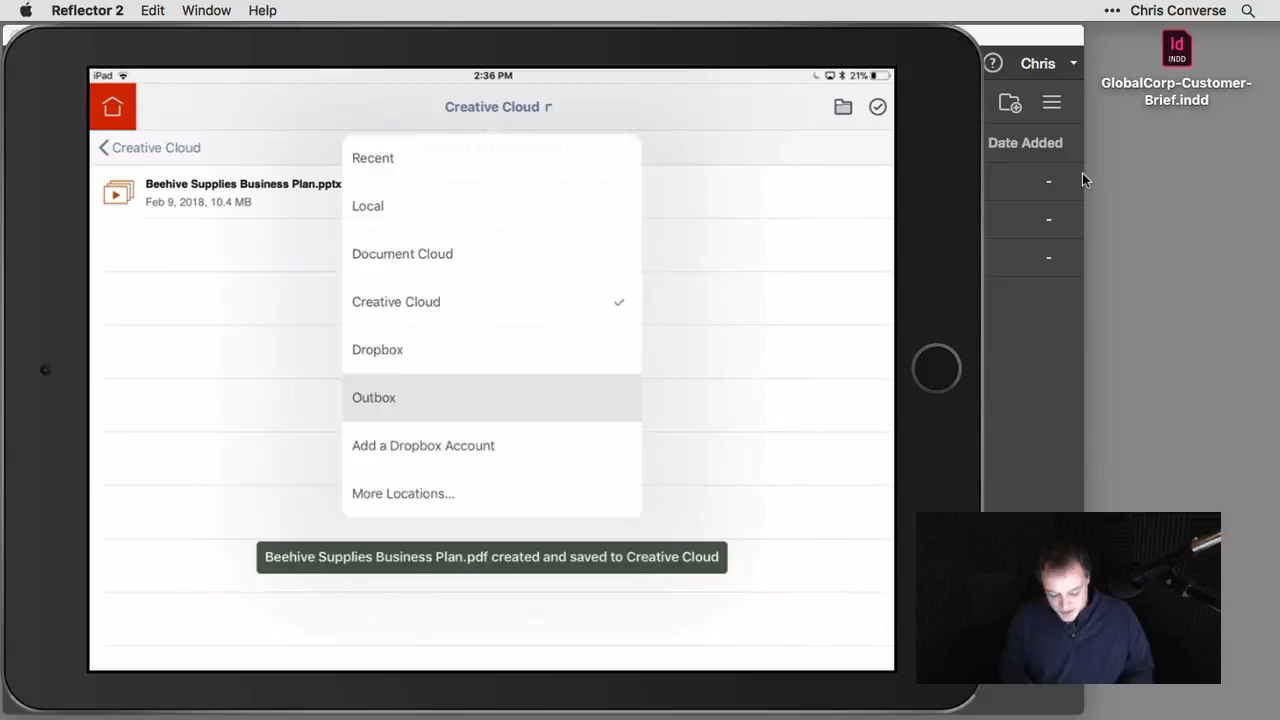 Reflector 2 Edit Window Help
Chris Converse
iPad
2:36 PM
21%
Creative Cloud
Creative Cloud
Beehive Supplies Business Plan.pptx
Feb 9, 2018, 10.4 MB
Recent
Local
Document Cloud
Creative Cloud
Dropbox
Outbox
Add a Dropbox Account
More Locations...
Beehive Supplies Business Plan.pdf created and saved to Creative Cloud
? Chris
Date Added
-
-
-
Id
INDD
GlobalCorp-Customer-
Brief.indd